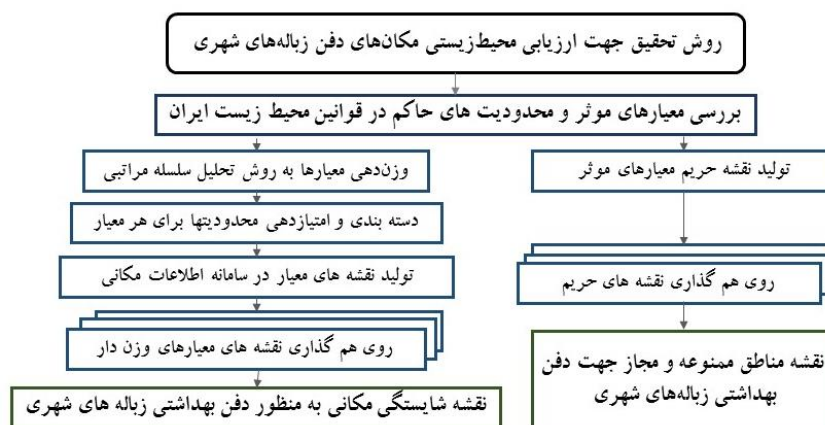 روش تحقیق جهت ارزیابی محیط‌زیستی مکان‌های دفن زباله‌های شهری
بررسی معیارهای موثر و محدودیت های حاکم در قوانین محیط زیست ایران
تولید نقشه حریم معیارهای موثر
روی هم گذاری نقشه های حریم
نقشه مناطق ممنوعه و مجاز جهت دفن
بهداشتی زباله‌های شهری
وزن‌دهی معیارها به روش تحلیل سلسله مراتبی
دسته بندی و امتیازدهی محدودیتها برای هر معیار
تولید نقشه های معیار در سامانه اطلاعات مکانی
روی هم گذاری نقشه های معیارهای وزن دار
نقشه شایستگی مکانی به منظور دفن بهداشتی زباله های شهری